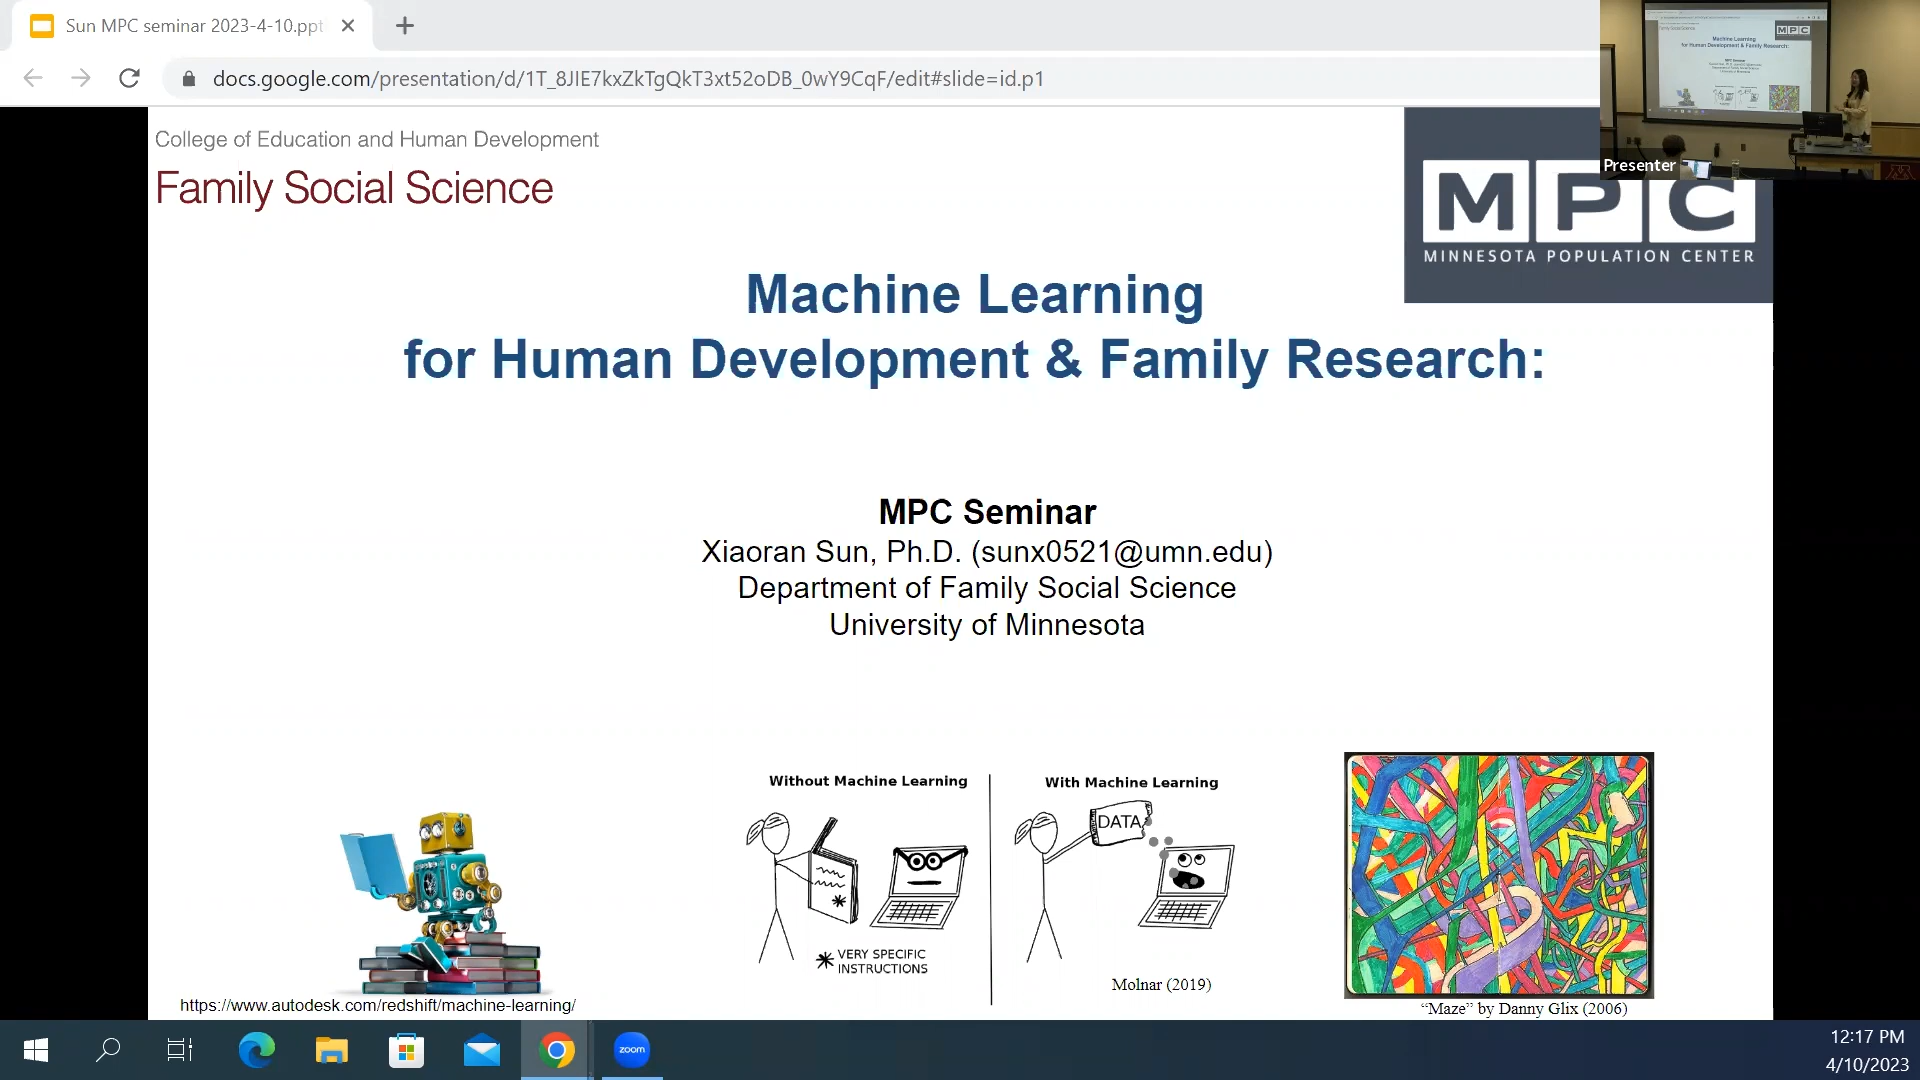 Sun MPC seminar 2023-4-10.ppt
docs.google.com/presentation/d/1T_8JIE7kxZkTgQkT3xt52oDB_0wY9CqF/edit#slide=id.p1
Presenter
College of Education and Human Development
Family Social Science
MPC
MINNESOTA POPULATION CENTER
Machine Learning
for Human Development & Family Research:
MPC Seminar
Xiaoran Sun, Ph.D. (sunx0521@umn.edu)
Department of Family Social Science
University of Minnesota
Without Machine Learning
With Machine Learning
DATA
* VERY SPECIFIC
INSTRUCTIONS
Molnar (2019)
https://www.autodesk.com/redshift/machine-learning/
“Maze” by Danny Glix (2006)
zoom
12:17 PM
4/10/2023